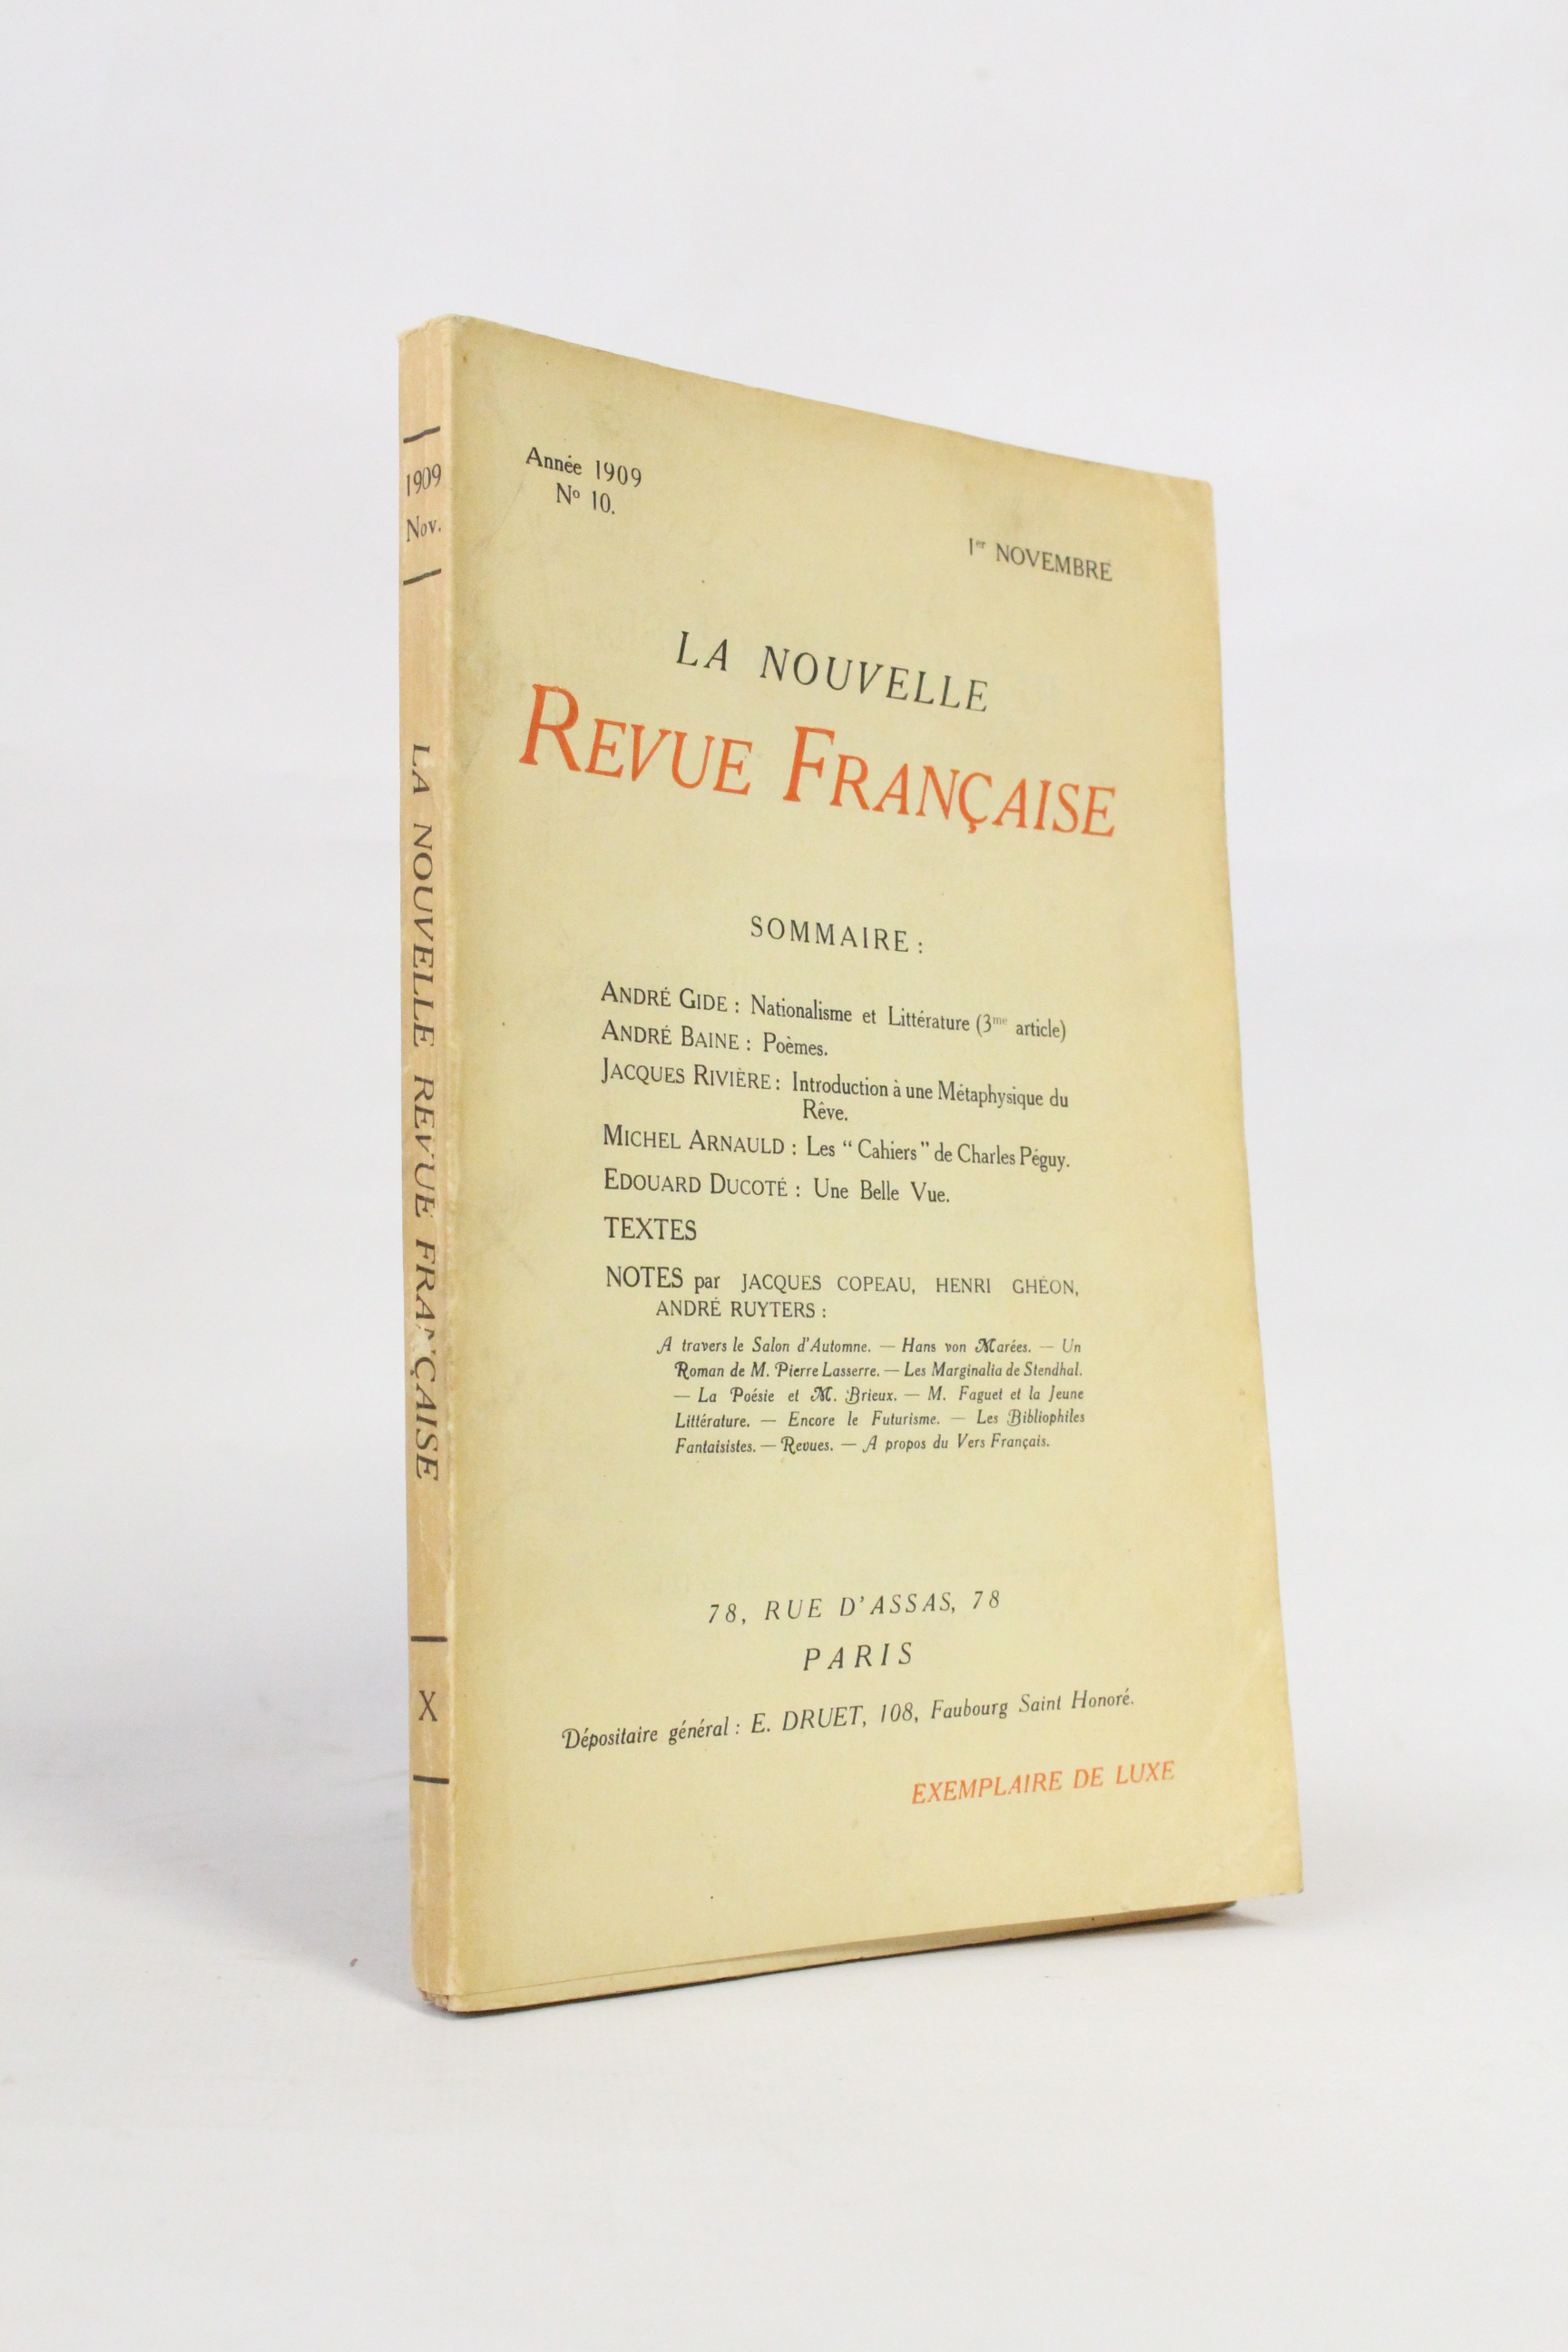 1909
Nov.
LA NOUVELLE REVUE FRANÇAISE
X
Année 1909
Nº 10.
1er NOVEMBRE
LA NOUVELLE
REVUE FRANÇAISE
SOMMAIRE :
ANDRÉ GIDE : Nationalisme et Littérature (3me article)
ANDRÉ BAINE : Poèmes.
JACQUES RIVIÈRE : Introduction à une Métaphysique du
Rêve.
MICHEL ARNAULD : Les “ Cahiers ” de Charles Péguy.
EDOUARD DUCOTÉ : Une Belle Vue.
TEXTES
NOTES par JACQUES COPEAU, HENRI GHÉON,
ANDRÉ RUYTERS :
A travers le Salon d'Automne. — Hans von Marées. — Un
Roman de M. Pierre Lasserre. — Les Marginalia de Stendhal.
— La Poésie et M. Brieux. — M. Faguet et la Jeune
Littérature. — Encore le Futurisme. — Les Bibliophiles
Fantaisistes. — Revues. — A propos du Vers Français.
78, RUE D'ASSAS, 78
PARIS
Dépositaire général : E. DRUET, 108, Faubourg Saint Honoré.
EXEMPLAIRE DE LUXE